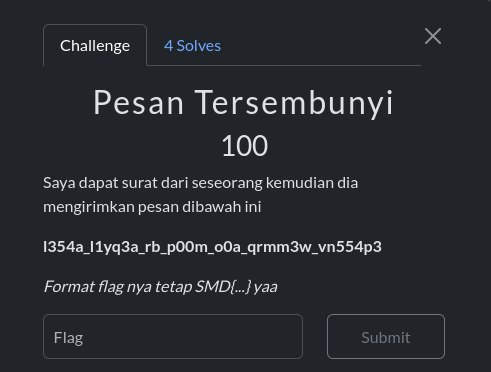 Challenge
4 Solves
Pesan Tersembunyi
100
Saya dapat surat dari seseorang kemudian dia
mengirimkan pesan dibawah ini
l354a_l1yq3a_rb_p00m_o0a_qrmm3w_vn554p3
Format flag nya tetap SMD{...} yaa
Flag
Submit